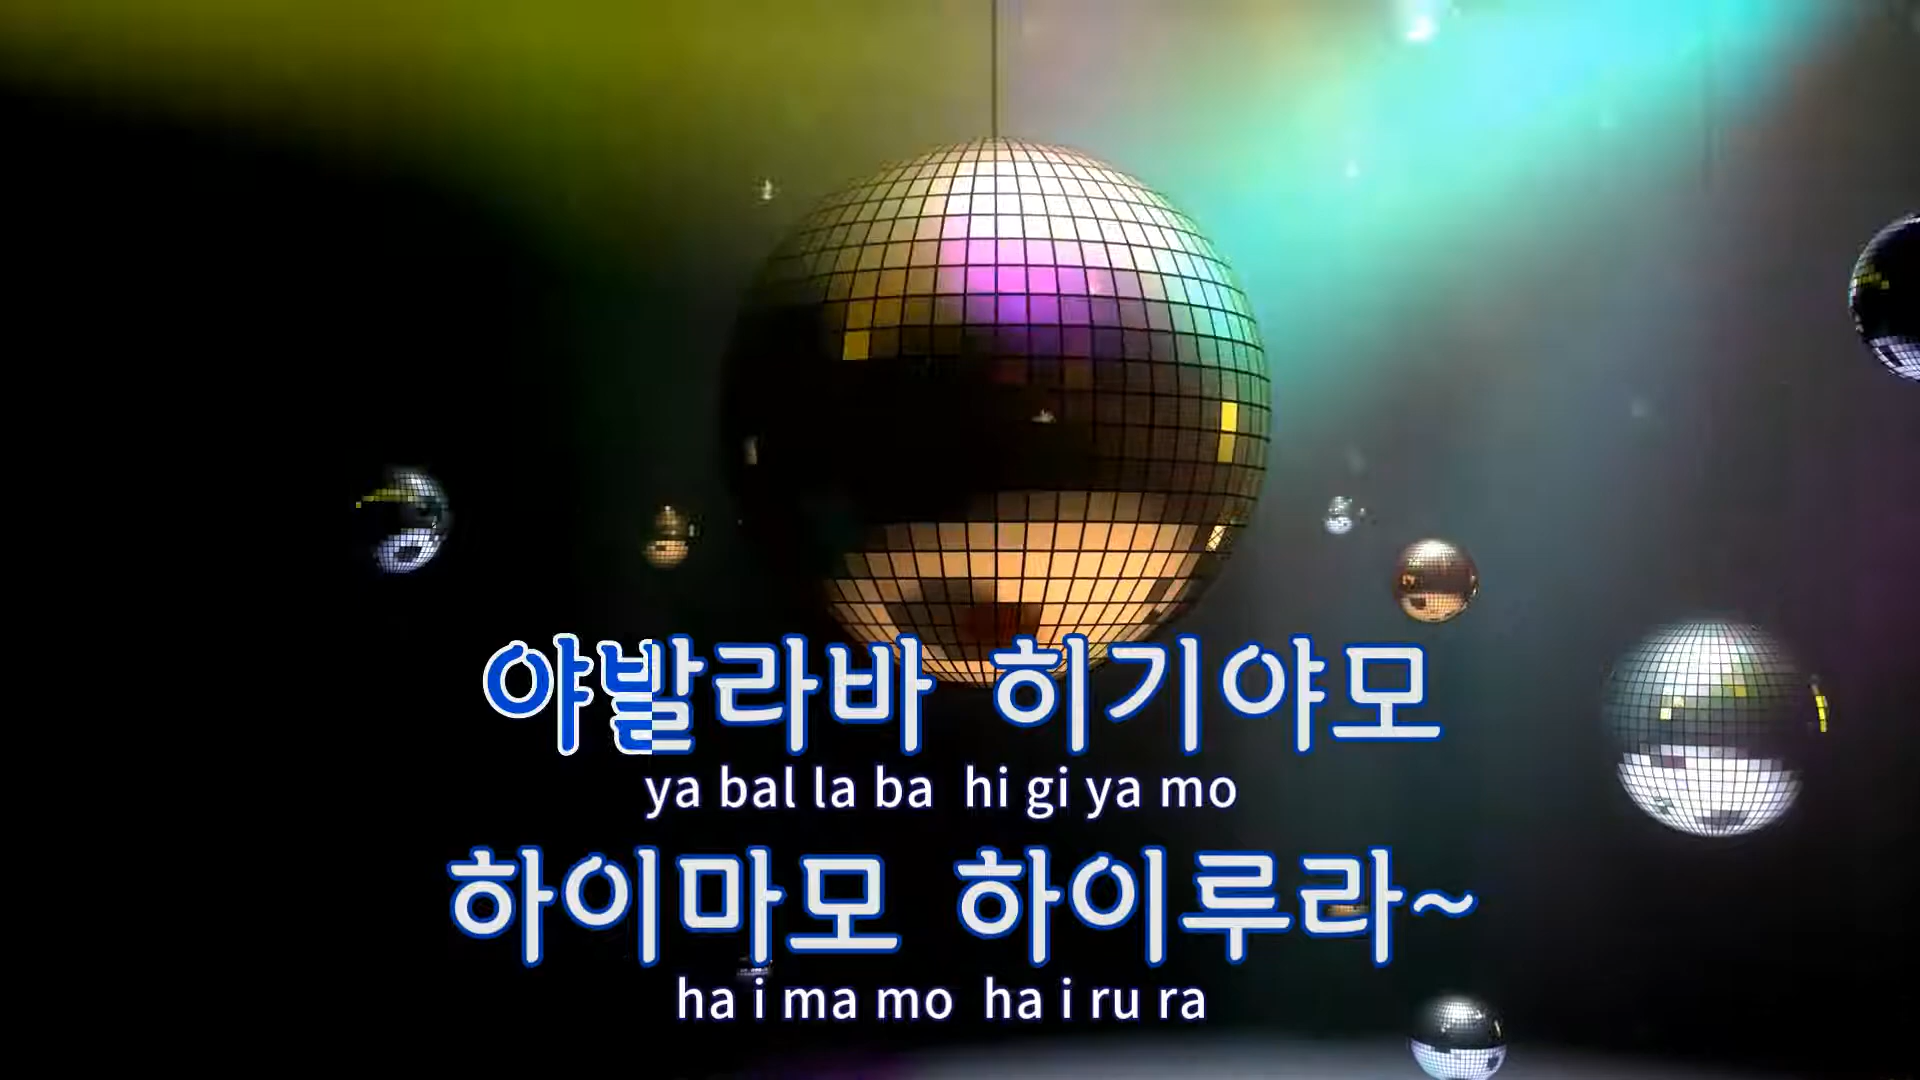 야발라바 히기야모
ya bal la ba hi gi ya mo
하이마모 하이루라~
ha i ma mo ha i ru ra